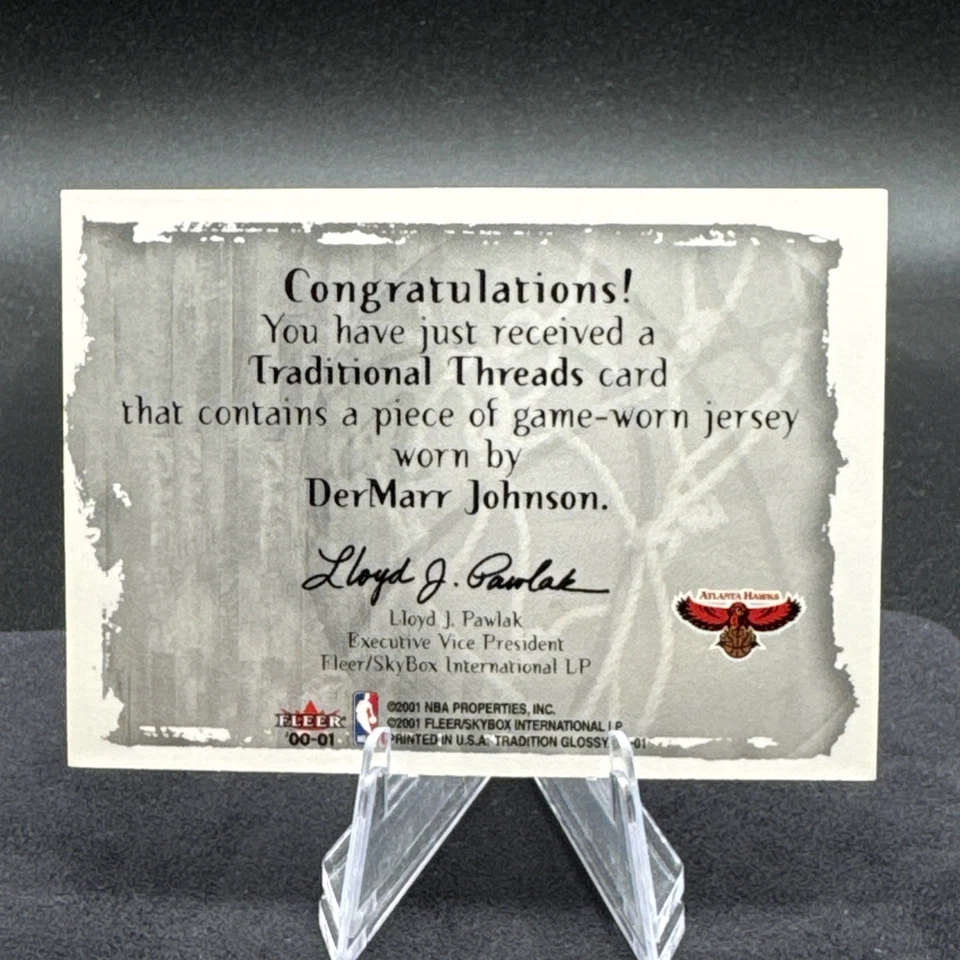 Congratulations!
You have just received a
Traditional Threads card
that contains a piece of game-worn jersey
worn by
DerMarr Johnson.
Lloyd J. Pawlak
Lloyd J. Pawlak
Executive Vice President
Fleer/SkyBox International LP
ATLANTA HAWKS
FLEER
'00-01
©2001 NBA PROPERTIES, INC.
©2001 FLEER/SKYBOX INTERNATIONAL LP
PRINTED IN U.S.A. TRADITION GLOSSY -01